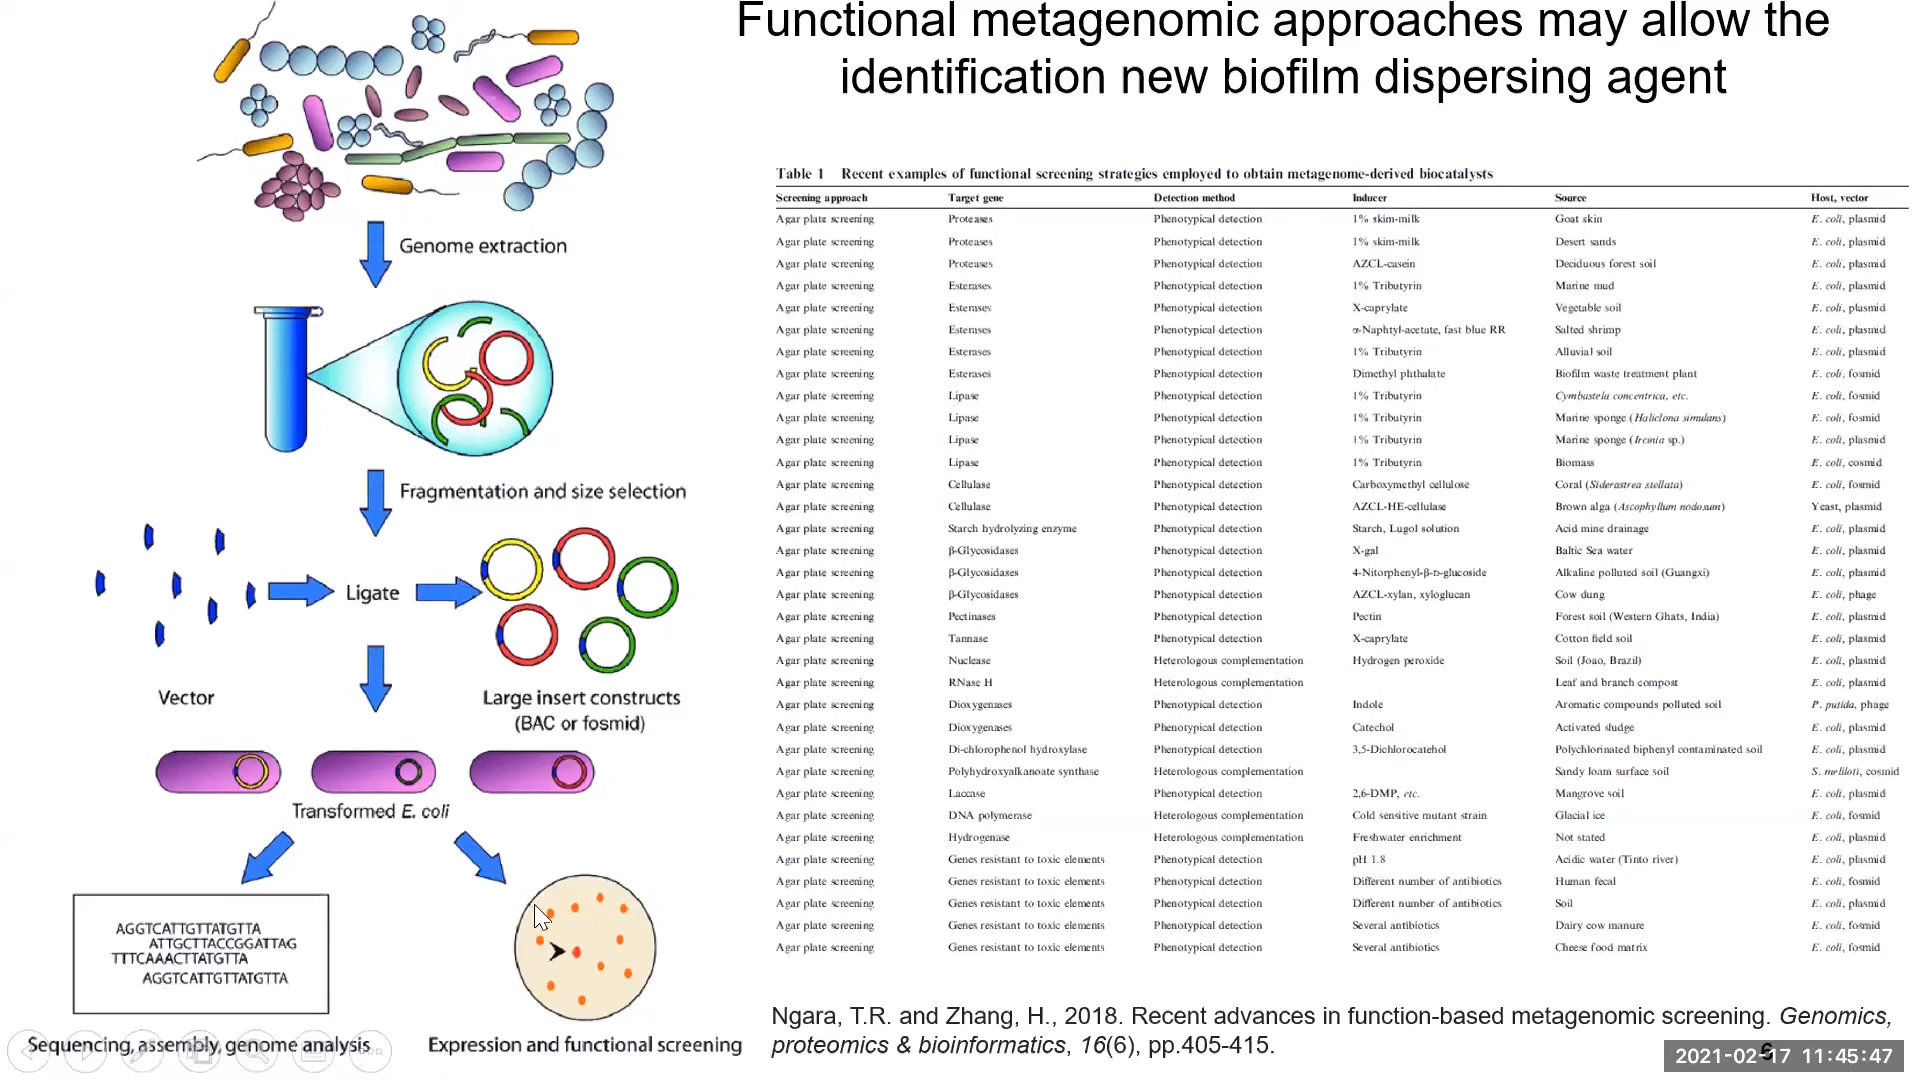 Functional metagenomic approaches may allow the
identification new biofilm dispersing agent
Genome extraction
Fragmentation and size selection
Ligate
Vector
Large insert constructs
(BAC or fosmid)
Transformed E. coli
AGGTCATTGTTATGTTA
ATTGCTTACCGGATTAG
TTTCAAACTTATGTTA
AGGTCATTGTTATGTTA
Sequencing, assembly, genome analysis
Expression and functional screening
Table 1 Recent examples of functional screening strategies employed to obtain metagenome-derived biocatalysts
Screening approach Target gene Detection method Inducer Source Host, vector
Agar plate screening Proteases Phenotypical detection 1% skim-milk Goat skin E. coli, plasmid
Agar plate screening Proteases Phenotypical detection 1% skim-milk Desert sands E. coli, plasmid
Agar plate screening Proteases Phenotypical detection AZCL-casein Deciduous forest soil E. coli, plasmid
Agar plate screening Esterases Phenotypical detection 1% Tributyrin Marine mud E. coli, plasmid
Agar plate screening Esterases Phenotypical detection X-caprylate Vegetable soil E. coli, plasmid
Agar plate screening Esterases Phenotypical detection α-Naphtyl-acetate, fast blue RR Salted shrimp E. coli, plasmid
Agar plate screening Esterases Phenotypical detection 1% Tributyrin Alluvial soil E. coli, plasmid
Agar plate screening Esterases Phenotypical detection Dimethyl phthalate Biofilm waste treatment plant E. coli, fosmid
Agar plate screening Lipase Phenotypical detection 1% Tributyrin Cymbastela concentrica, etc. E. coli, fosmid
Agar plate screening Lipase Phenotypical detection 1% Tributyrin Marine sponge (Haliclona simulans) E. coli, fosmid
Agar plate screening Lipase Phenotypical detection 1% Tributyrin Marine sponge (Ircinia sp.) E. coli, plasmid
Agar plate screening Lipase Phenotypical detection 1% Tributyrin Biomass E. coli, cosmid
Agar plate screening Cellulase Phenotypical detection Carboxymethyl cellulose Coral (Siderastrea stellata) E. coli, fosmid
Agar plate screening Cellulase Phenotypical detection AZCL-HE-cellulase Brown alga (Ascophyllum nodosum) Yeast, plasmid
Agar plate screening Starch hydrolyzing enzyme Phenotypical detection Starch, Lugol solution Acid mine drainage E. coli, plasmid
Agar plate screening β-Glycosidases Phenotypical detection X-gal Baltic Sea water E. coli, plasmid
Agar plate screening β-Glycosidases Phenotypical detection 4-Nitorphenyl-β-D-glucoside Alkaline polluted soil (Guangxi) E. coli, plasmid
Agar plate screening β-Glycosidases Phenotypical detection AZCL-xylan, xyloglucan Cow dung E. coli, phage
Agar plate screening Pectinases Phenotypical detection Pectin Forest soil (Western Ghats, India) E. coli, plasmid
Agar plate screening Tannase Phenotypical detection X-caprylate Cotton field soil E. coli, plasmid
Agar plate screening Nuclease Heterologous complementation Hydrogen peroxide Soil (Joao, Brazil) E. coli, plasmid
Agar plate screening RNase H Heterologous complementation Leaf and branch compost E. coli, plasmid
Agar plate screening Dioxygenases Phenotypical detection Indole Aromatic compounds polluted soil P. putida, phage
Agar plate screening Dioxygenases Phenotypical detection Catechol Activated sludge E. coli, plasmid
Agar plate screening Di-chlorophenol hydroxylase Phenotypical detection 3,5-Dichlorocatehol Polychlorinated biphenyl contaminated soil E. coli, plasmid
Agar plate screening Polyhydroxyalkanoate synthase Heterologous complementation Sandy loam surface soil S. meliloti, cosmid
Agar plate screening Laccase Phenotypical detection 2,6-DMP, etc. Mangrove soil E. coli, plasmid
Agar plate screening DNA polymerase Heterologous complementation Cold sensitive mutant strain Glacial ice E. coli, fosmid
Agar plate screening Hydrogenase Heterologous complementation Freshwater enrichment Not stated E. coli, plasmid
Agar plate screening Genes resistant to toxic elements Phenotypical detection pH 1.8 Acidic water (Tinto river) E. coli, plasmid
Agar plate screening Genes resistant to toxic elements Phenotypical detection Different number of antibiotics Human fecal E. coli, fosmid
Agar plate screening Genes resistant to toxic elements Phenotypical detection Different number of antibiotics Soil E. coli, plasmid
Agar plate screening Genes resistant to toxic elements Phenotypical detection Several antibiotics Dairy cow manure E. coli, fosmid
Agar plate screening Genes resistant to toxic elements Phenotypical detection Several antibiotics Cheese food matrix E. coli, fosmid
Ngara, T.R. and Zhang, H., 2018. Recent advances in function-based metagenomic screening. Genomics,
proteomics & bioinformatics, 16(6), pp.405-415.
6
2021-02-17 11:45:47